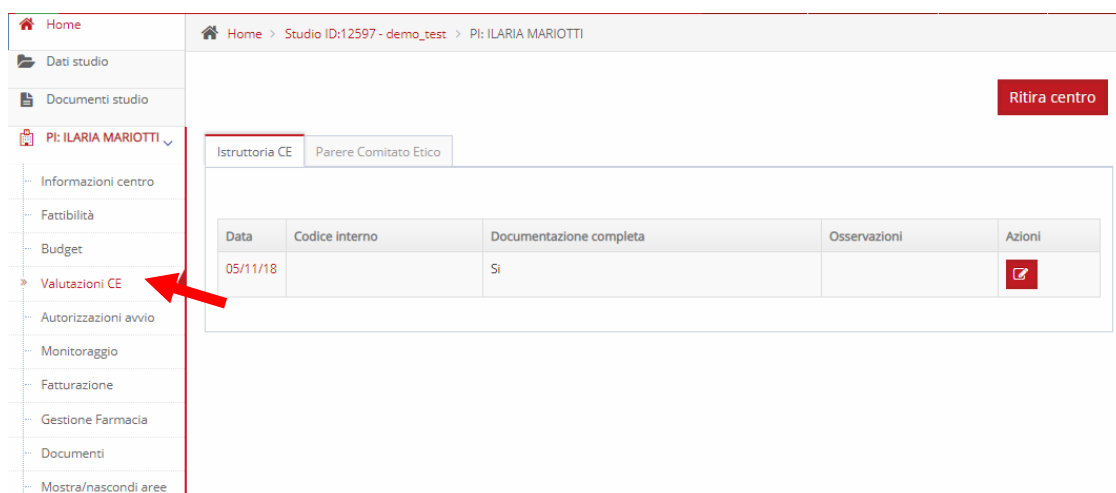 Home
Dati studio
Documenti studio
PI: ILARIA MARIOTTI
Informazioni centro
Fattibilità
Budget
Valutazioni CE
Autorizzazioni avvio
Monitoraggio
Fatturazione
Gestione Farmacia
Documenti
Mostra/nascondi aree
Home > Studio ID:12597 - demo_test > PI: ILARIA MARIOTTI
Ritira centro
Istruttoria CE Parere Comitato Etico
Data Codice interno Documentazione completa Osservazioni Azioni
05/11/18 Si